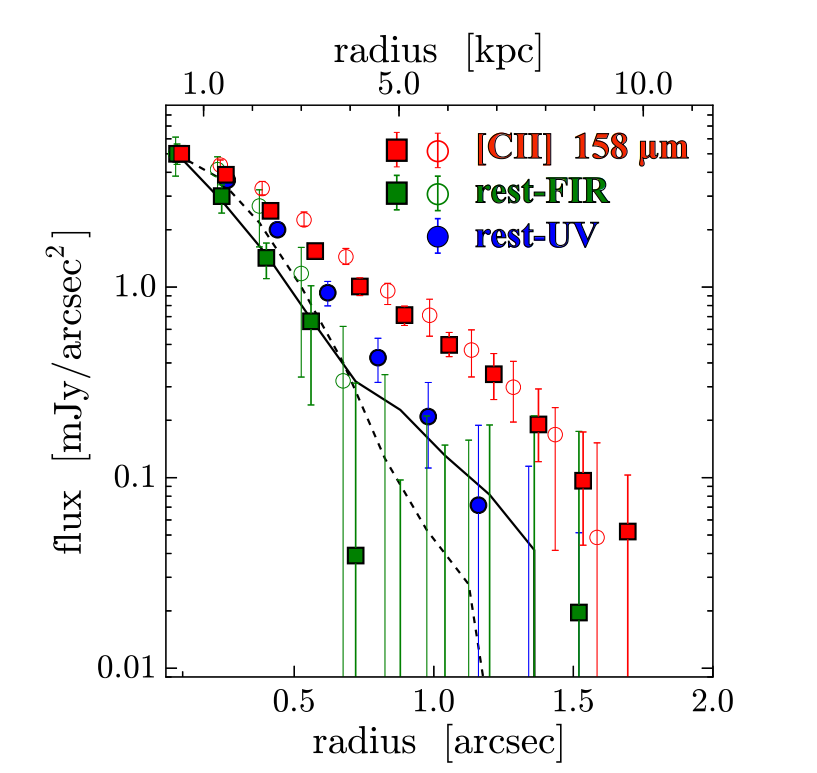 radius [kpc]
1.0 5.0 10.0
[CII] 158 μm
rest-FIR
rest-UV
flux [mJy/arcsec²]
1.0
0.1
0.01
0.5 1.0 1.5 2.0
radius [arcsec]